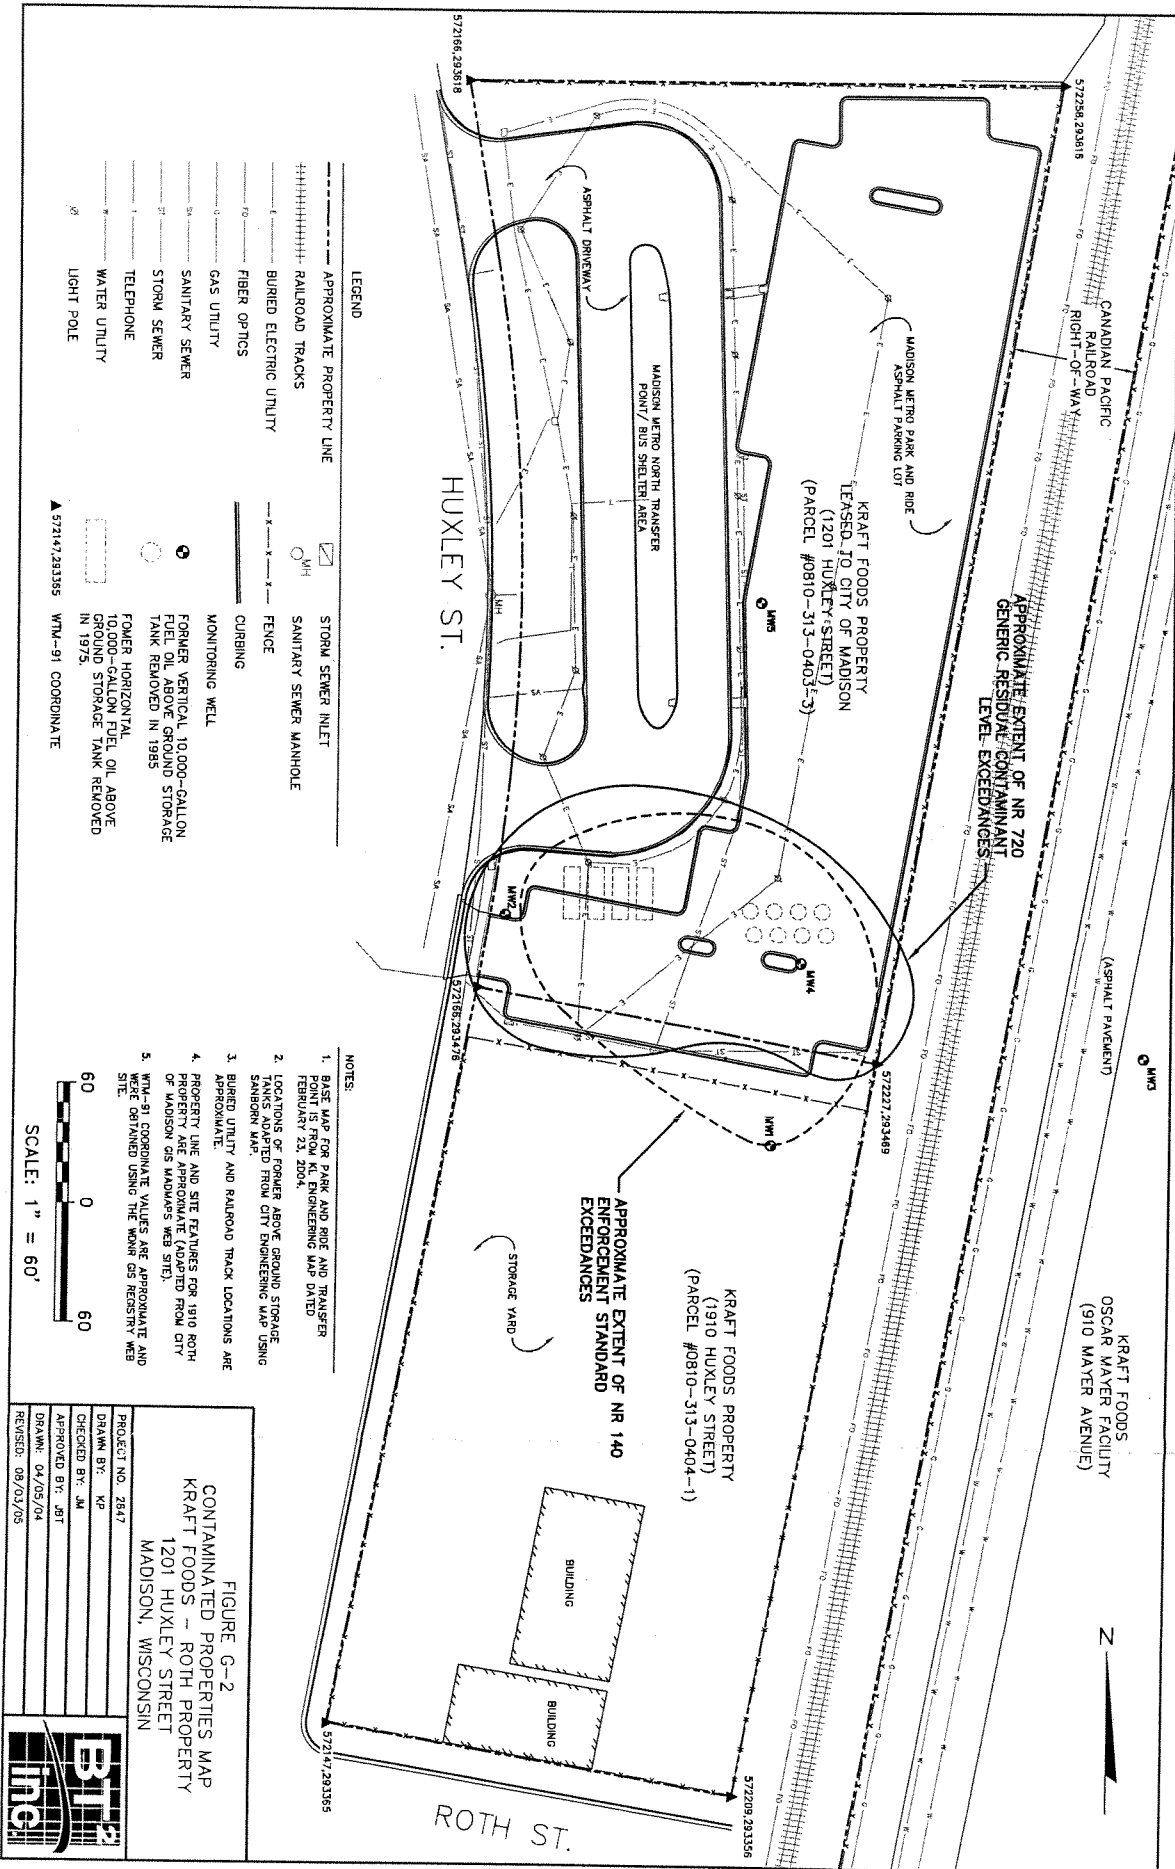 572166,293618
572258,293615
CANADIAN PACIFIC
RAILROAD
RIGHT-OF-WAY
ASPHALT DRIVEWAY
MADISON METRO PARK AND RIDE
ASPHALT PARKING LOT
MADISON METRO NORTH TRANSFER
POINT/ BUS SHELTER AREA
KRAFT FOODS PROPERTY
LEASED TO CITY OF MADISON
(1201 HUXLEY STREET)
(PARCEL #0810-313-0403-3)
APPROXIMATE EXTENT OF NR 720
GENERIC RESIDUAL CONTAMINANT
LEVEL EXCEEDANCES
(ASPHALT PAVEMENT)
MW5
MW2
MW4
MW3
MW1
MH
HUXLEY ST.
572166,293478
572227,293469
APPROXIMATE EXTENT OF NR 140
ENFORCEMENT STANDARD
EXCEEDANCES
STORAGE YARD
KRAFT FOODS PROPERTY
(1910 HUXLEY STREET)
(PARCEL #0810-313-0404-1)
KRAFT FOODS
OSCAR MAYER FACILITY
(910 MAYER AVENUE)
N
BUILDING
BUILDING
572147,293365
572209,293356
ROTH ST.
LEGEND
APPROXIMATE PROPERTY LINE
RAILROAD TRACKS
E BURIED ELECTRIC UTILITY
FO FIBER OPTICS
G GAS UTILITY
SA SANITARY SEWER
ST STORM SEWER
T TELEPHONE
W WATER UTILITY
LIGHT POLE
STORM SEWER INLET
MH SANITARY SEWER MANHOLE
x x FENCE
CURBING
MONITORING WELL
FORMER VERTICAL 10,000-GALLON
FUEL OIL ABOVE GROUND STORAGE
TANK REMOVED IN 1985
FOMER HORIZONTAL
10,000-GALLON FUEL OIL ABOVE
GROUND STORAGE TANK REMOVED
IN 1975.
572147,293365 WTM-91 COORDINATE
NOTES:
1. BASE MAP FOR PARK AND RIDE AND TRANSFER
POINT IS FROM KL ENGINEERING MAP DATED
FEBRUARY 23, 2004.
2. LOCATIONS OF FORMER ABOVE GROUND STORAGE
TANKS ADAPTED FROM CITY ENGINEERING MAP USING
SANBORN MAP.
3. BURIED UTILITY AND RAILROAD TRACK LOCATIONS ARE
APPROXIMATE.
4. PROPERTY LINE AND SITE FEATURES FOR 1910 ROTH
PROPERTY ARE APPROXIMATE (ADAPTED FROM CITY
OF MADISON GIS MADMAPS WEB SITE).
5. WTM-91 COORDINATE VALUES ARE APPROXIMATE AND
WERE OBTAINED USING THE WDNR GIS REGISTRY WEB
SITE.
60 0 60
SCALE: 1" = 60'
FIGURE G-2
CONTAMINATED PROPERTIES MAP
KRAFT FOODS - ROTH PROPERTY
1201 HUXLEY STREET
MADISON, WISCONSIN
PROJECT NO. 2647
DRAWN BY: KP
CHECKED BY: JM
APPROVED BY: JBT
DRAWN: 04/05/04
REVISED: 08/03/05
BT²
inc.